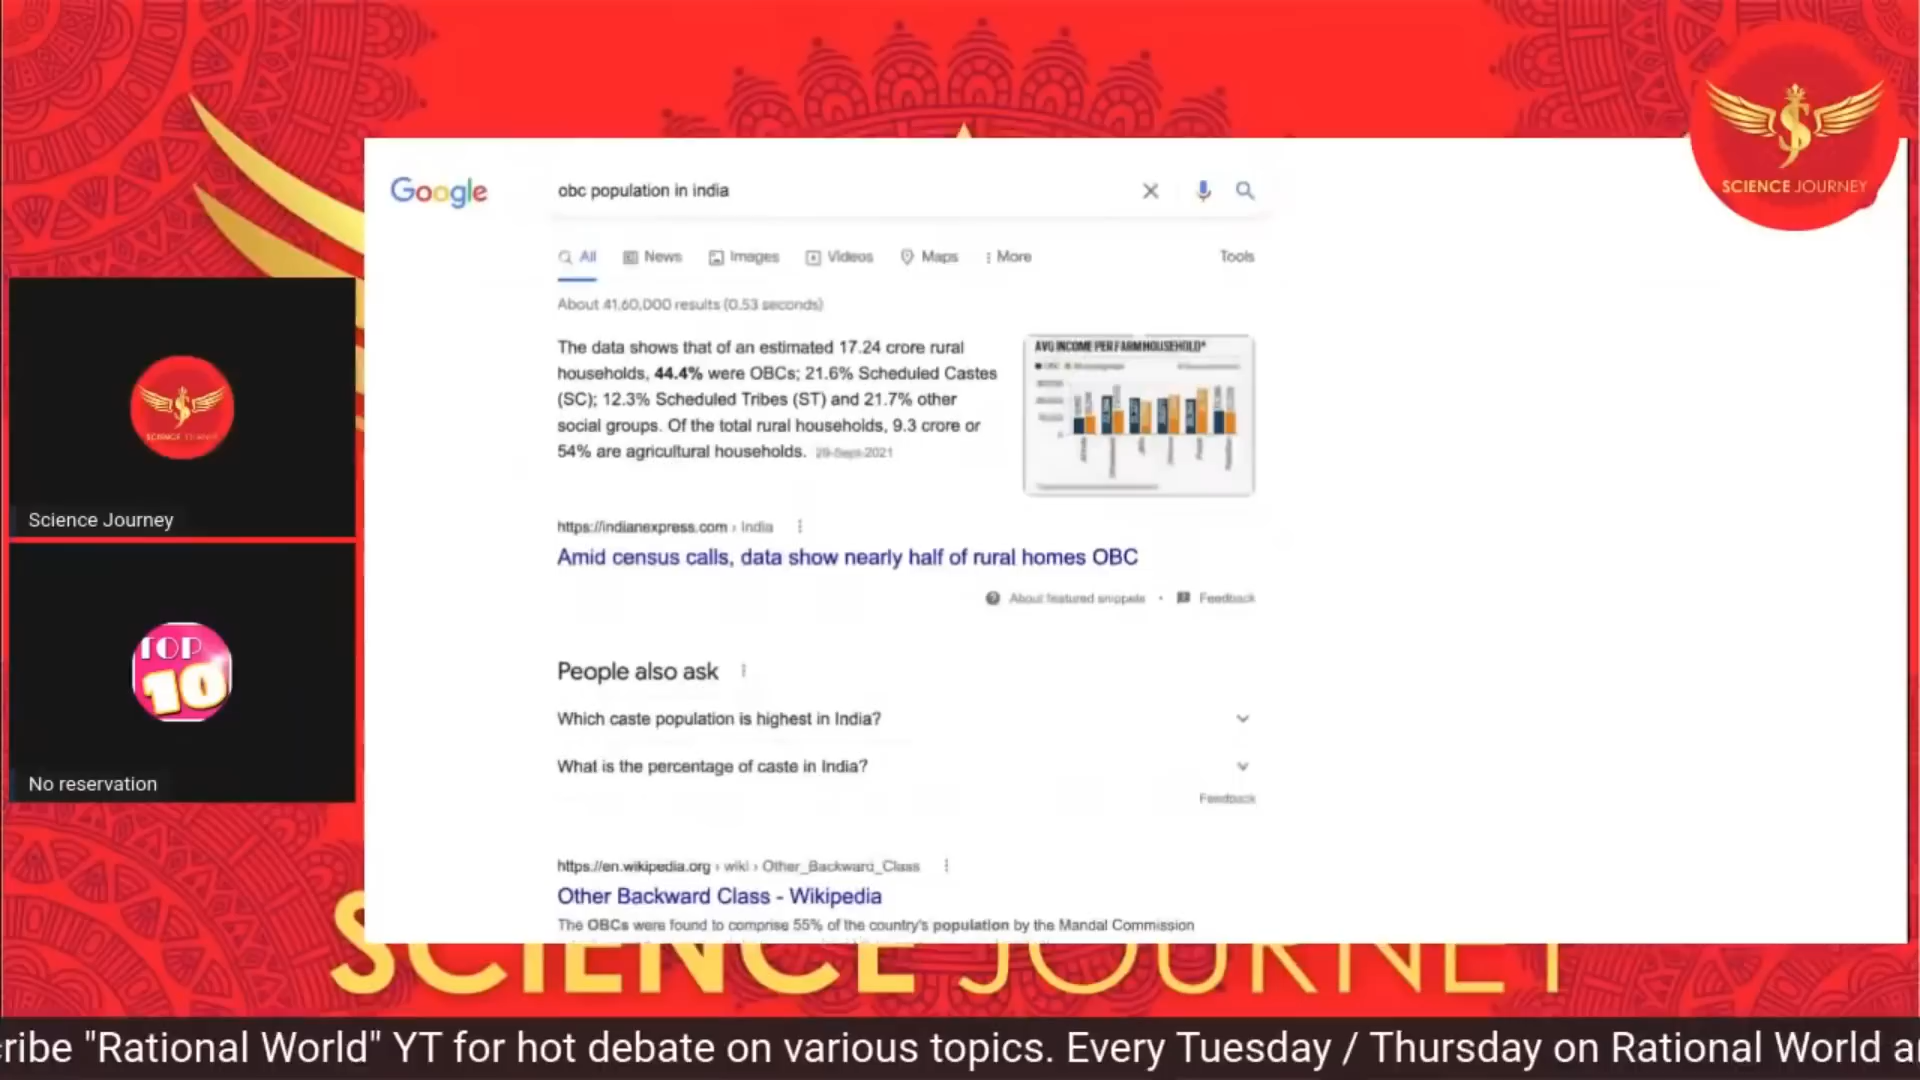 SCIENCE JOURNEY
Google
obc population in india
All
News
Images
Videos
Maps
More
Tools
About 41,60,000 results (0.53 seconds)
The data shows that of an estimated 17.24 crore rural
households, 44.4% were OBCs; 21.6% Scheduled Castes
(SC); 12.3% Scheduled Tribes (ST) and 21.7% other
social groups. Of the total rural households, 9.3 crore or
54% are agricultural households. 29-Sept-2021
AVG INCOME PER FARM HOUSEHOLD*
https://indianexpress.com › India
Amid census calls, data show nearly half of rural homes OBC
About featured snippets • Feedback
People also ask
Which caste population is highest in India?
What is the percentage of caste in India?
Feedback
https://en.wikipedia.org › wiki › Other_Backward_Class
Other Backward Class - Wikipedia
The OBCs were found to comprise 55% of the country's population by the Mandal Commission
SCIENCE JOURNEY
Science Journey
TOP
10
No reservation
SCIENCE JOURNEY
cribe "Rational World" YT for hot debate on various topics. Every Tuesday / Thursday on Rational World a